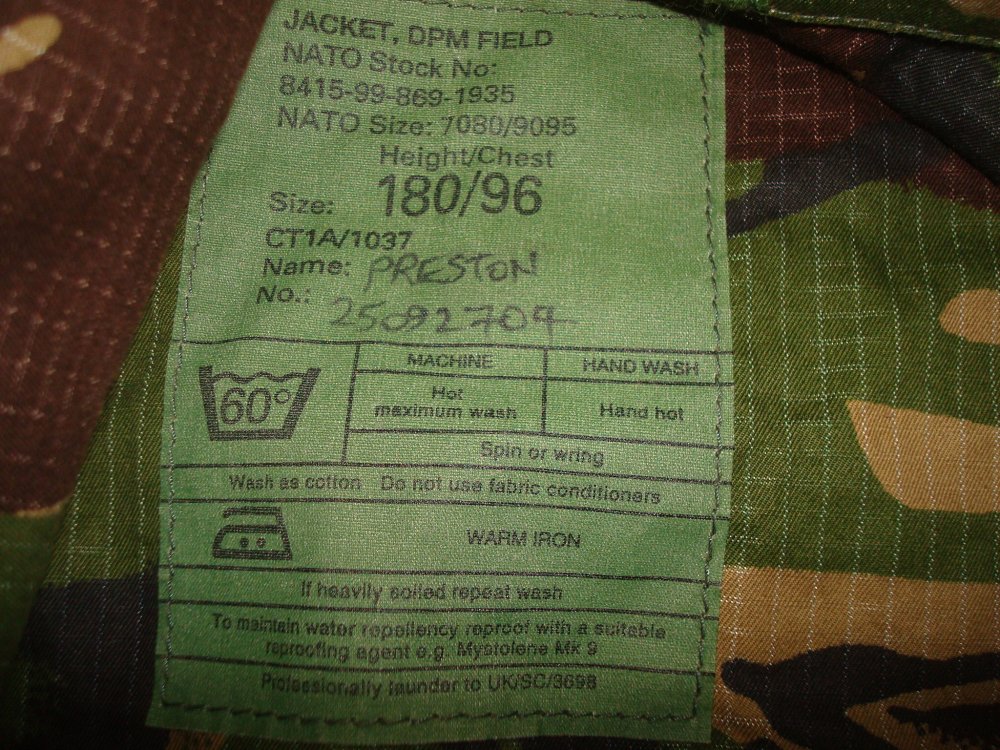 JACKET, DPM FIELD
NATO Stock No:
8415-99-869-1935
NATO Size: 7080/9095
Height/Chest
Size: 180/96
CT1A/1037
Name: PRESTON
No.: 25092704
60°
MACHINE
HAND WASH
Hot
maximum wash
Hand hot
Spin or wring
Wash as cotton Do not use fabric conditioners
WARM IRON
If heavily soiled repeat wash
To maintain water repellency reproof with a suitable
reproofing agent e.g. Mystolene Mk 9
Professionally launder to UK/SC/3698